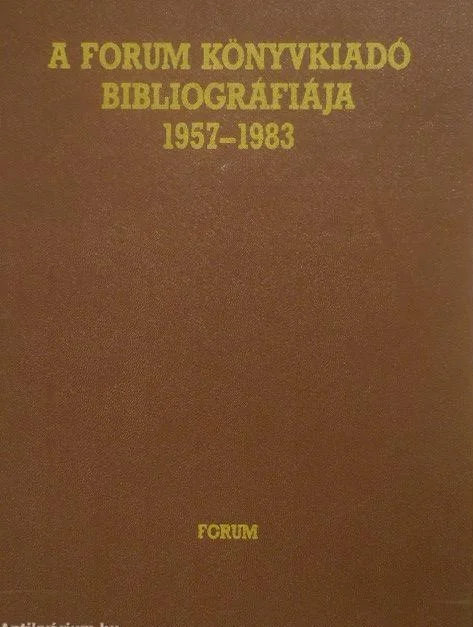 A FORUM KÖNYVKIADÓ
BIBLIOGRÁFIÁJA
1957–1983
FORUM